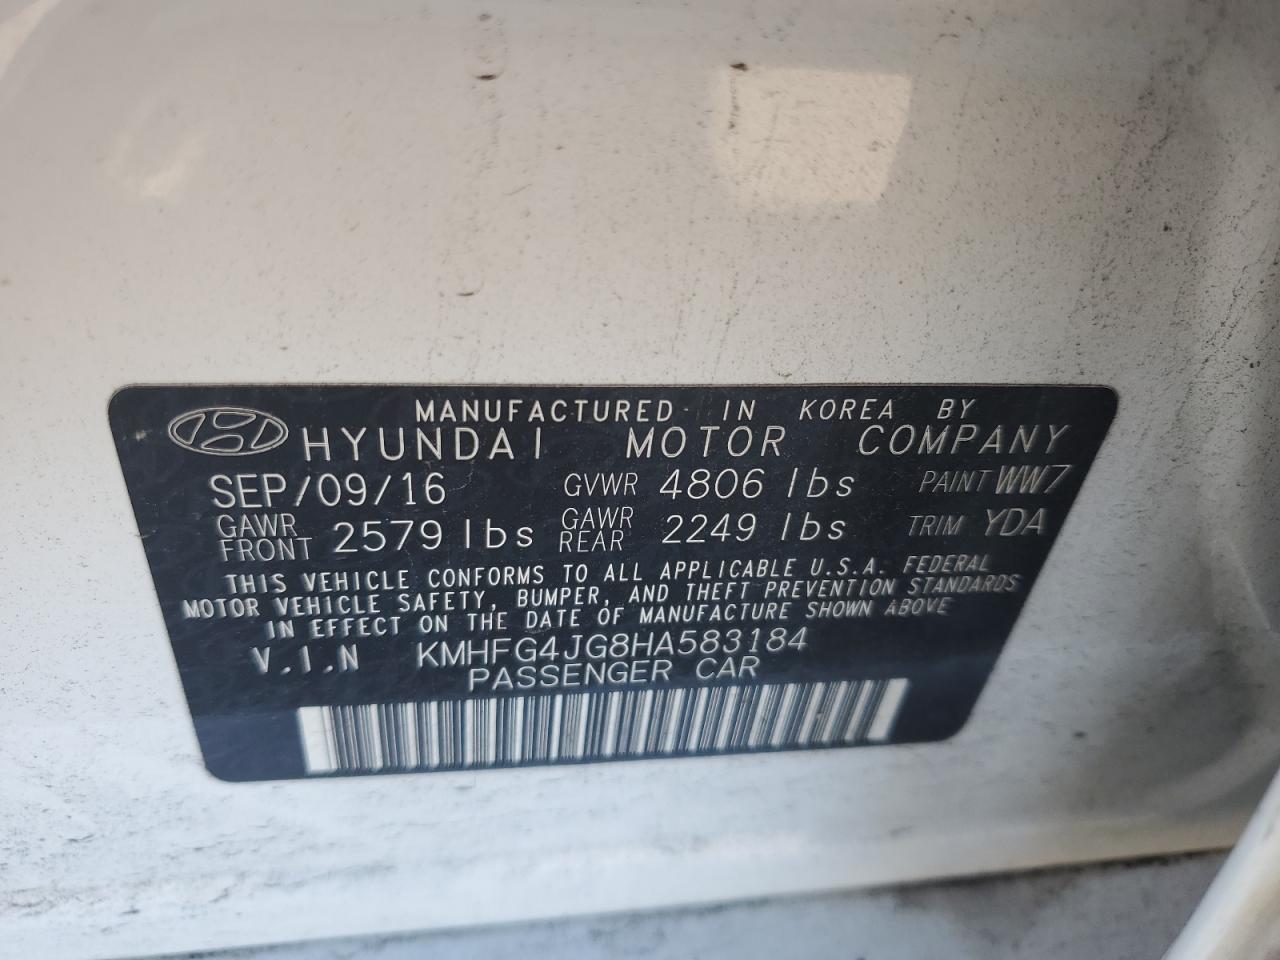 MANUFACTURED IN KOREA BY
HYUNDAI MOTOR COMPANY
SEP/09/16 GVWR 4806 lbs PAINT WW7
GAWR FRONT 2579 lbs GAWR REAR 2249 lbs TRIM YDA
THIS VEHICLE CONFORMS TO ALL APPLICABLE U.S.A. FEDERAL
MOTOR VEHICLE SAFETY, BUMPER, AND THEFT PREVENTION STANDARDS
IN EFFECT ON THE DATE OF MANUFACTURE SHOWN ABOVE
V.I.N KMHFG4JG8HA583184
PASSENGER CAR